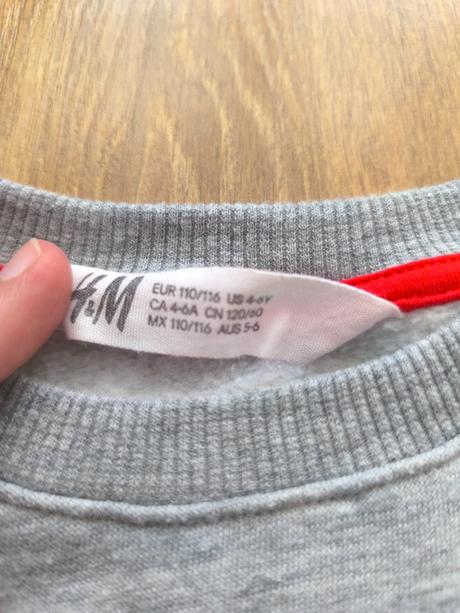 H&M
EUR 110/116 US 4-6Y
CA 4-6A CN 120/60
MX 110/116 AUS 5-6